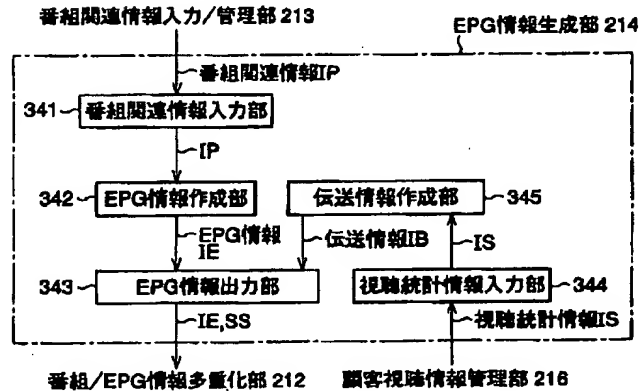 番組関連情報入力/管理部 213
EPG情報生成部 214
番組関連情報IP
341 番組関連情報入力部
IP
342 EPG情報作成部
伝送情報作成部 345
EPG情報
IE
伝送情報IB
IS
343 EPG情報出力部
視聴統計情報入力部 344
IE,SS
視聴統計情報IS
番組/EPG情報多重化部 212
顧客視聴情報管理部 216